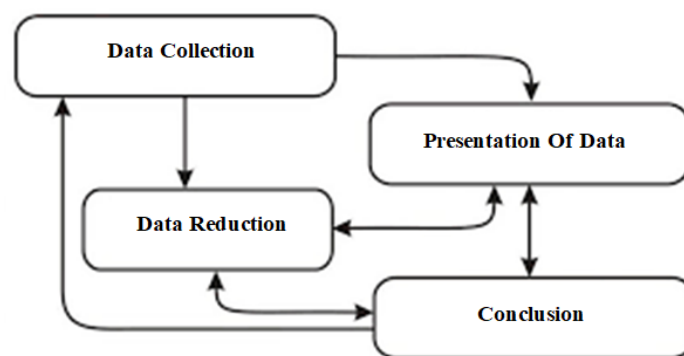 Data Collection
Presentation Of Data
Data Reduction
Conclusion